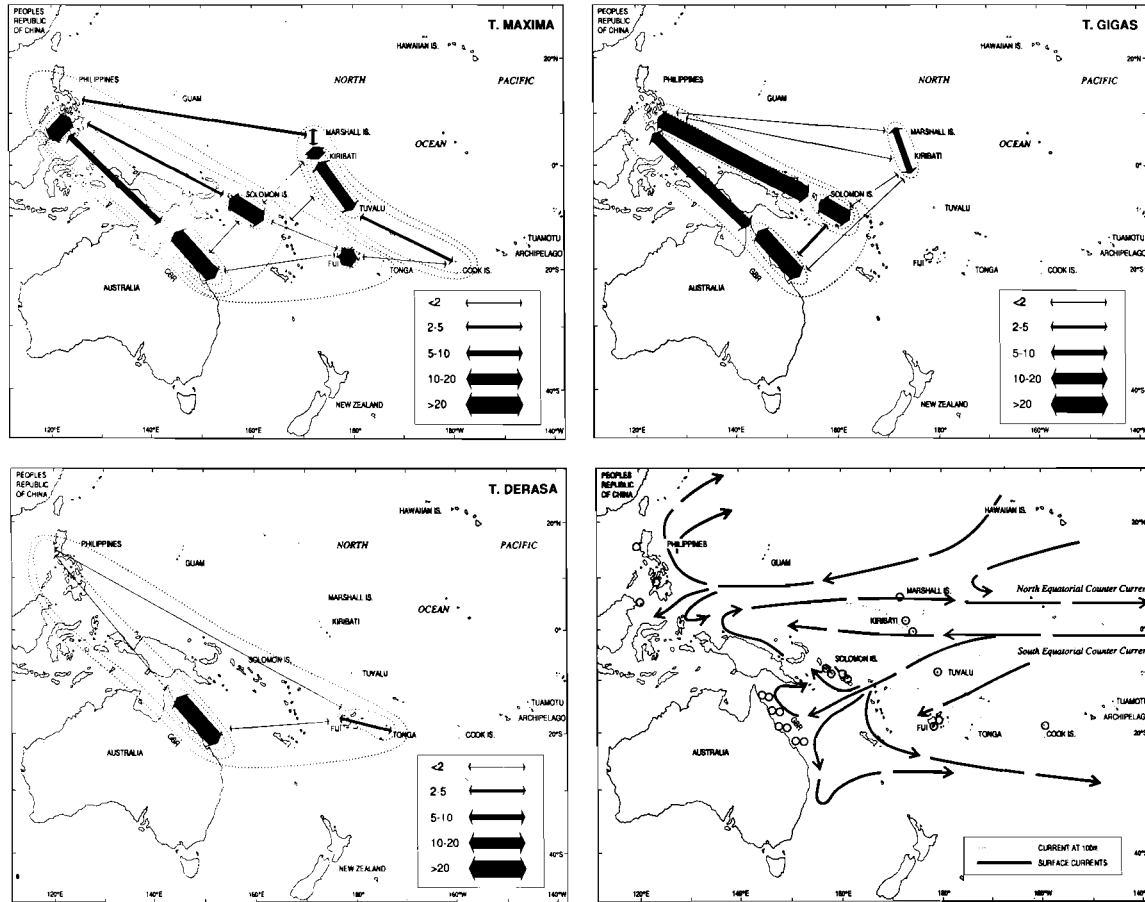 PEOPLES
REPUBLIC
OF CHINA
T. MAXIMA
HAWAIIAN IS.
20°N
PHILIPPINES
GUAM
NORTH
PACIFIC
MARSHALL IS.
OCEAN
KIRIBATI
0°
SOLOMON IS
TUVALU
TUAMOTU
ARCHIPELAGO
FIJI
TONGA
COOK IS.
20°S
GBR
AUSTRALIA
<2
2-5
5-10
10-20
>20
NEW ZEALAND
40°S
120°E
140°E
160°E
180°
160°W
140°W
PEOPLES
REPUBLIC
OF CHINA
T. GIGAS
HAWAIIAN IS.
20°N
PHILIPPINES
GUAM
NORTH
PACIFIC
MARSHALL IS.
OCEAN
KIRIBATI
0°
SOLOMON IS.
TUVALU
TUAMOTU
ARCHIPELAGO
FIJI
TONGA
COOK IS.
20°S
GBR
AUSTRALIA
<2
2-5
5-10
10-20
>20
NEW ZEALAND
40°S
120°E
140°E
160°E
180°
160°W
140°W
PEOPLES
REPUBLIC
OF CHINA
T. DERASA
HAWAIIAN IS.
20°N
PHILIPPINES
NORTH
PACIFIC
GUAM
MARSHALL IS.
OCEAN
KIRIBATI
0°
SOLOMON IS.
TUVALU
TUAMOTU
ARCHIPELAGO
FIJI
TONGA
COOK IS.
20°S
GBR
AUSTRALIA
<2
2-5
5-10
10-20
>20
NEW ZEALAND
40°S
120°E
140°E
160°E
180°
160°W
140°W
PEOPLES
REPUBLIC
OF CHINA
HAWAIIAN IS.
20°N
PHILIPPINES
NORTH
PACIFIC
GUAM
North Equatorial Counter Curren
MARSHALL IS.
KIRIBATI
0°
South Equatorial Counter Curren
SOLOMON IS.
TUVALU
TUAMOTU
ARCHIPELAGO
FIJI
TONGA
COOK IS.
20°S
GBR
AUSTRALIA
CURRENT AT 100m
SURFACE CURRENTS
NEW ZEALAND
40°S
120°E
140°E
160°E
180°
160°W
140°W